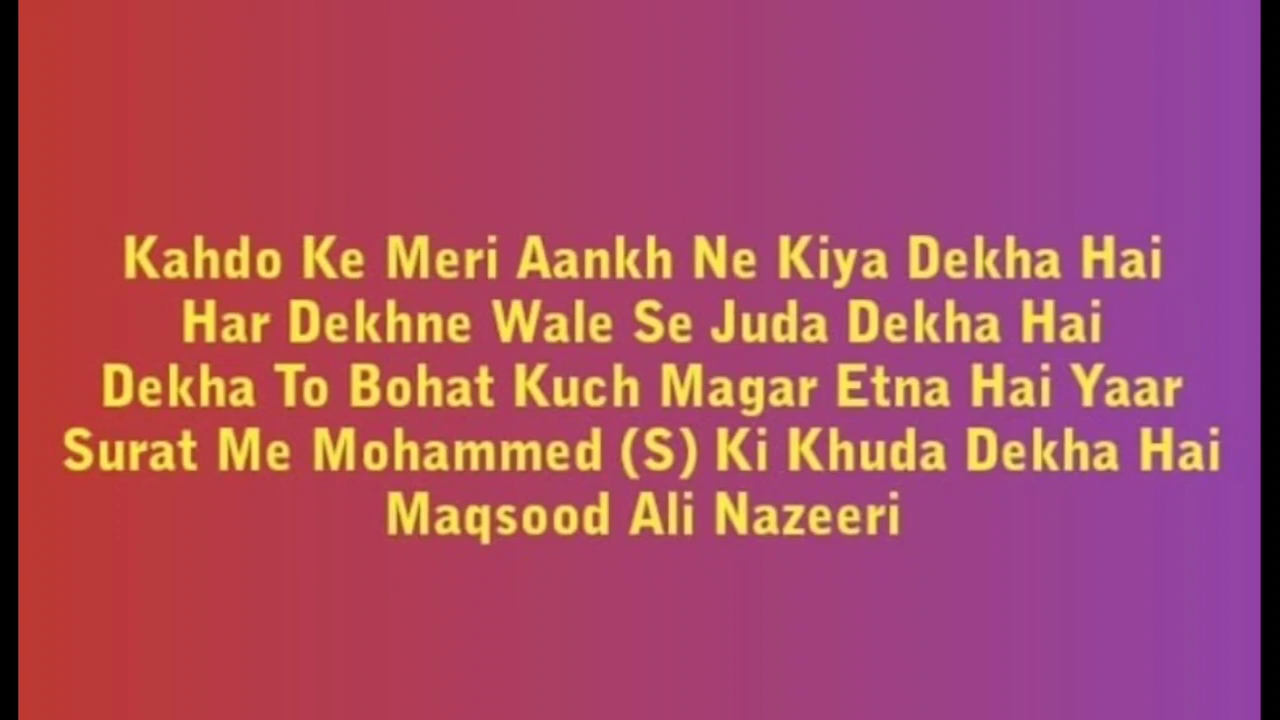 Kahdo Ke Meri Aankh Ne Kiya Dekha Hai
Har Dekhne Wale Se Juda Dekha Hai
Dekha To Bohat Kuch Magar Etna Hai Yaar
Surat Me Mohammed (S) Ki Khuda Dekha Hai
Maqsood Ali Nazeeri